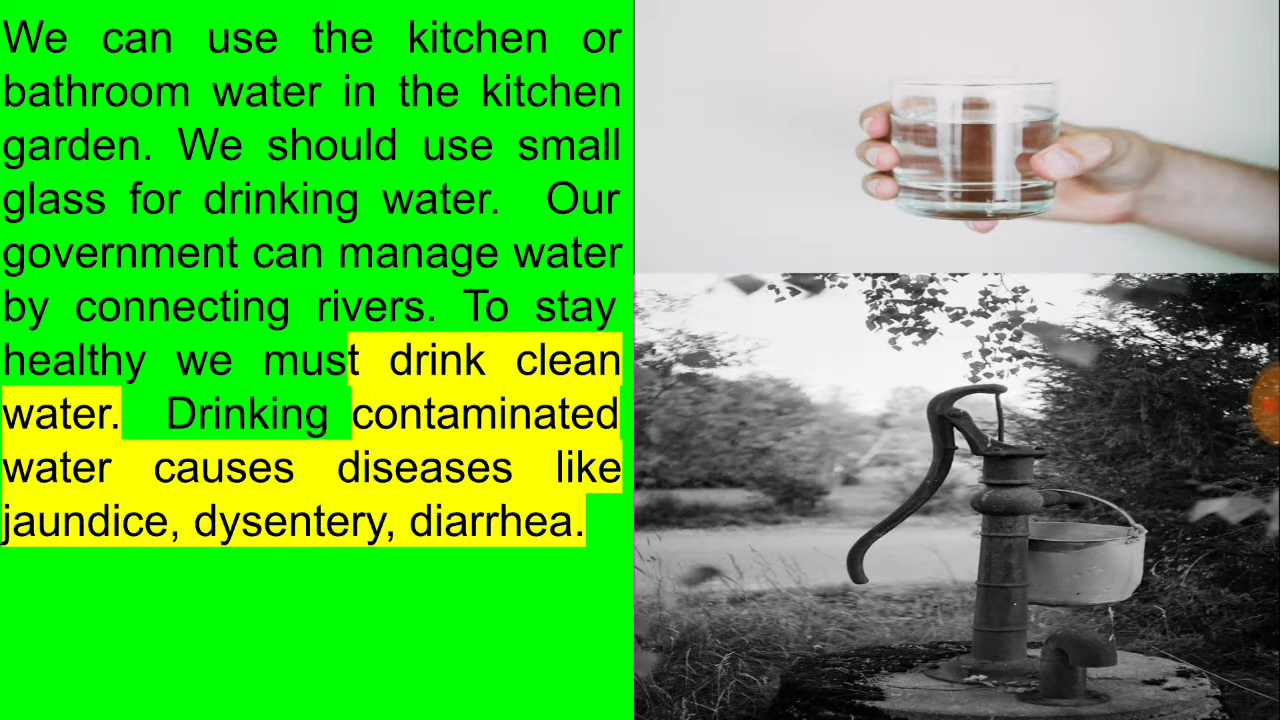 We can use the kitchen or
bathroom water in the kitchen
garden. We should use small
glass for drinking water. Our
government can manage water
by connecting rivers. To stay
healthy we must drink clean
water. Drinking contaminated
water causes diseases like
jaundice, dysentery, diarrhea.